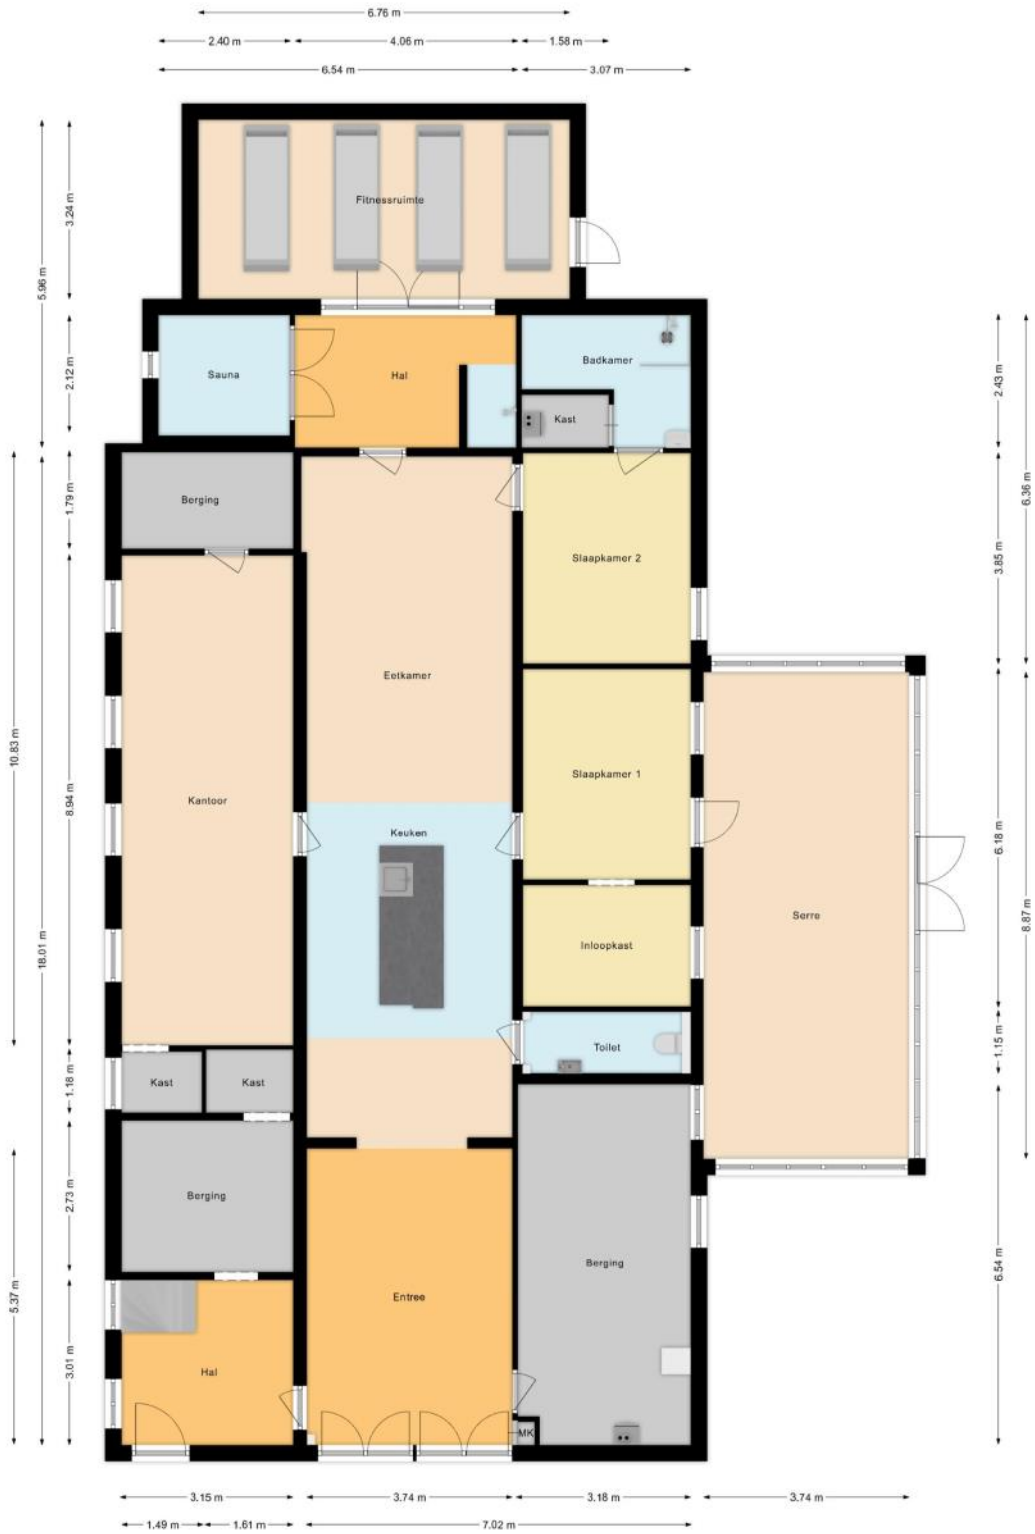 6.76 m
2.40 m
4.06 m
1.58 m
6.54 m
3.07 m
Fitnessruimte
3.24 m
5.96 m
Sauna
Hal
Badkamer
Kast
2.12 m
2.43 m
6.36 m
Berging
1.79 m
Slaapkamer 2
3.85 m
Eetkamer
Slaapkamer 1
10.83 m
8.94 m
Kantoor
Keuken
6.18 m
8.87 m
Serre
Inloopkast
18.01 m
Toilet
1.15 m
Kast
Kast
1.18 m
Berging
2.73 m
Berging
6.54 m
Entree
5.37 m
3.01 m
Hal
MK
3.15 m
3.74 m
3.18 m
3.74 m
1.49 m
1.61 m
7.02 m